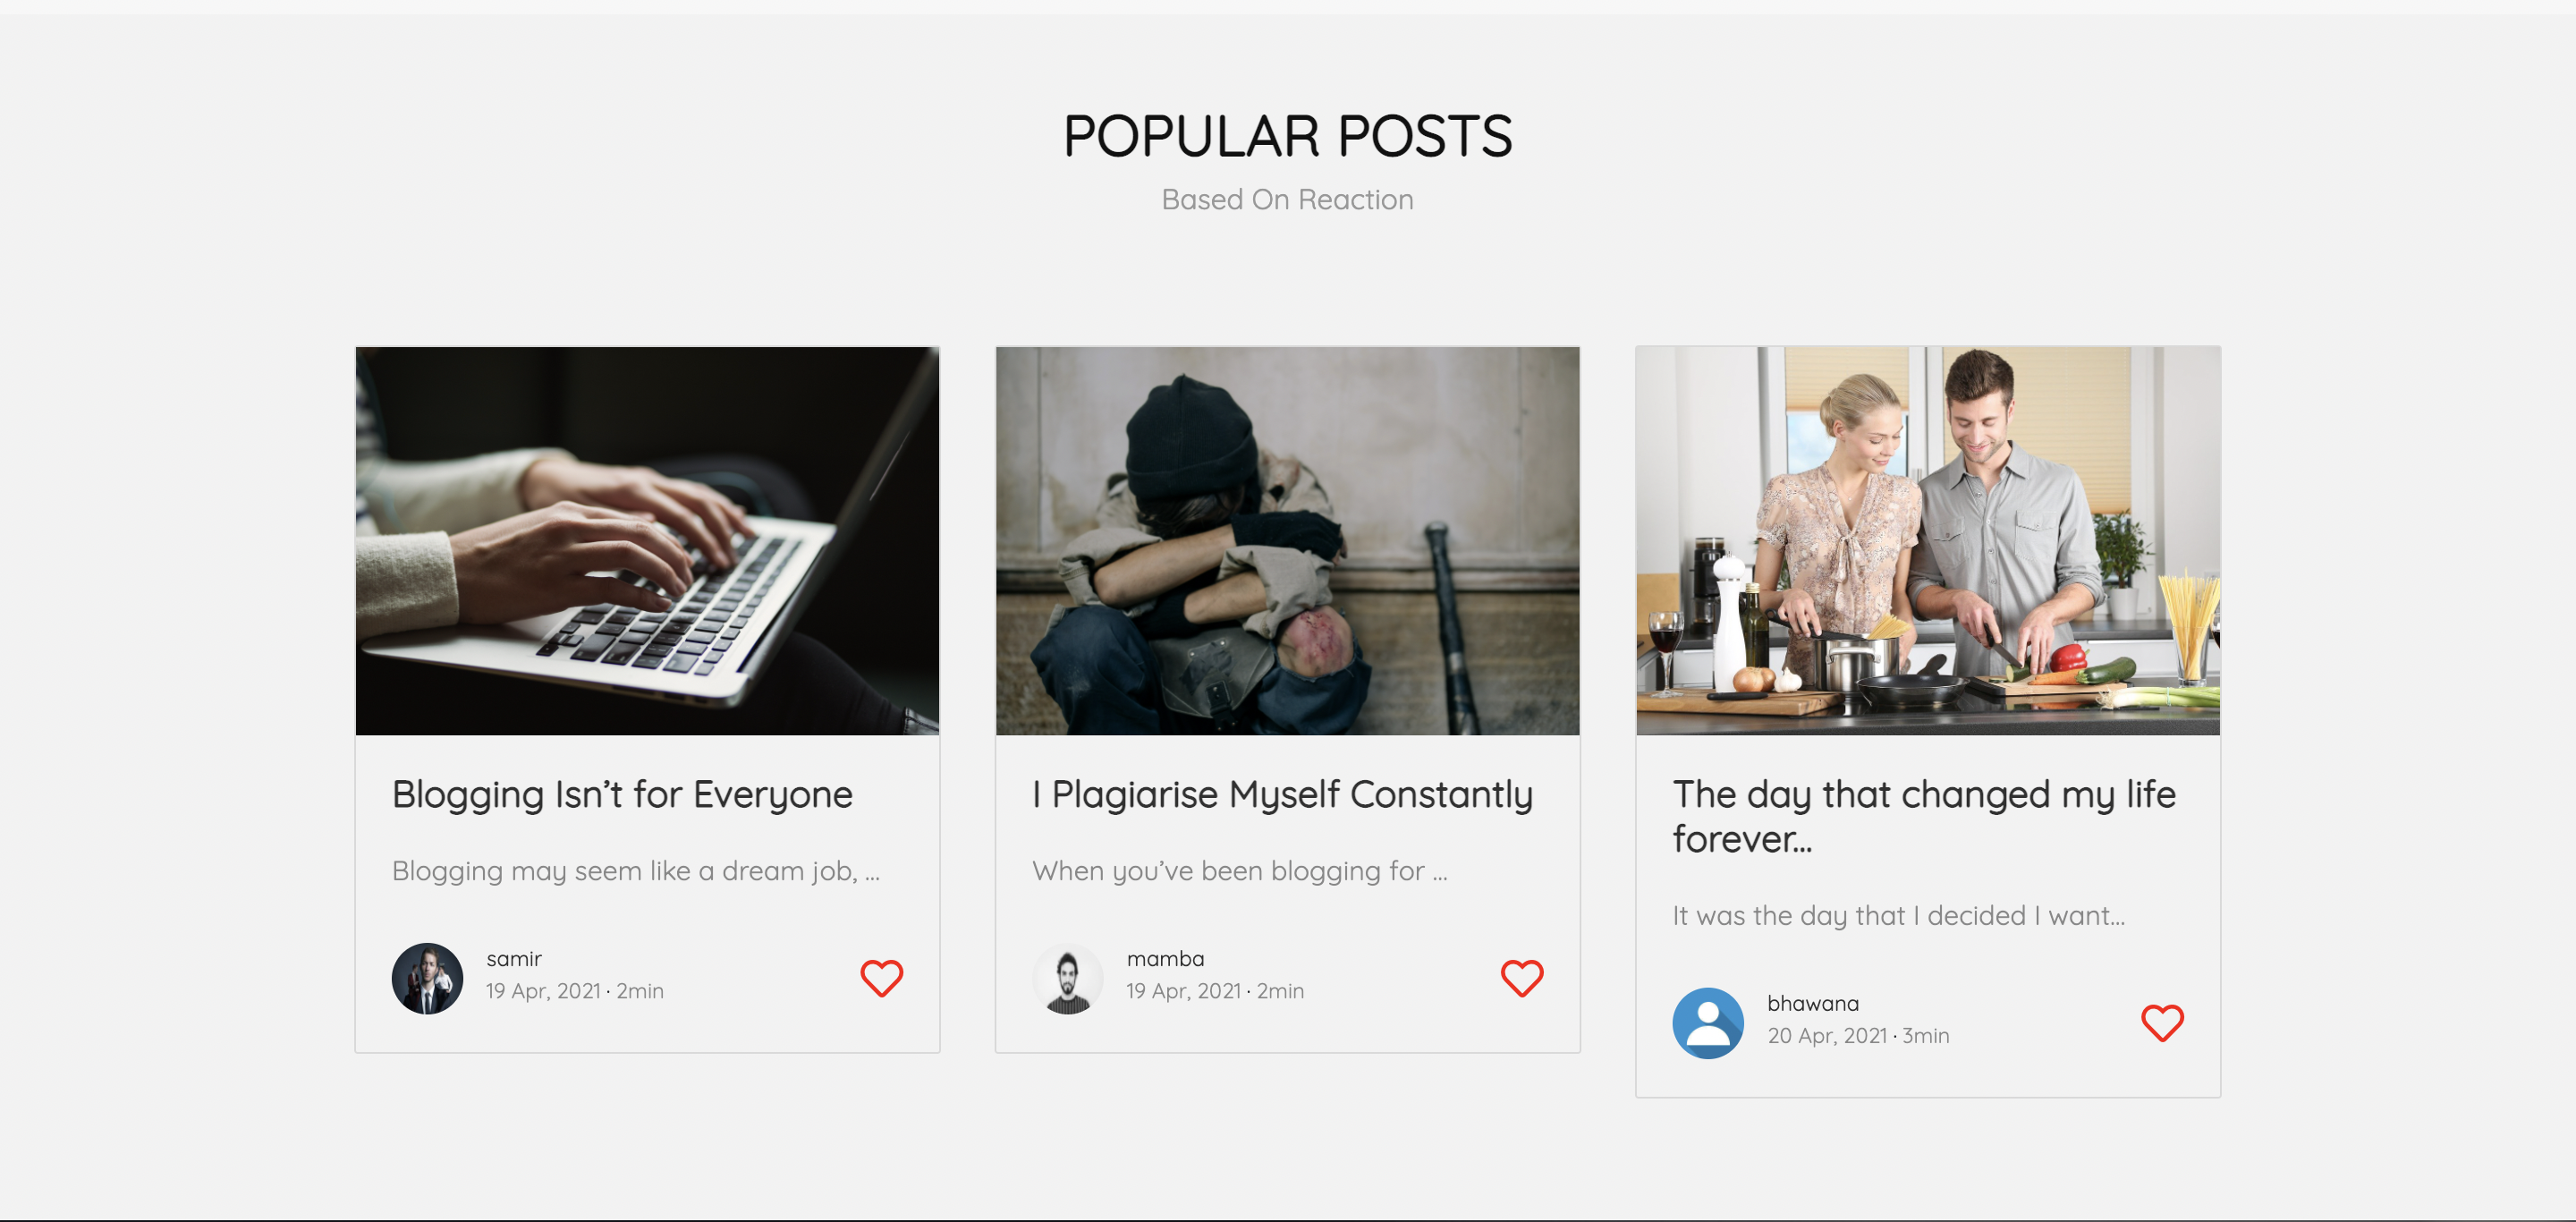 POPULAR POSTS
Based On Reaction
Blogging Isn’t for Everyone
Blogging may seem like a dream job, ...
samir
19 Apr, 2021 · 2min
I Plagiarise Myself Constantly
When you’ve been blogging for ...
mamba
19 Apr, 2021 · 2min
The day that changed my life
forever...
It was the day that I decided I want...
bhawana
20 Apr, 2021 · 3min